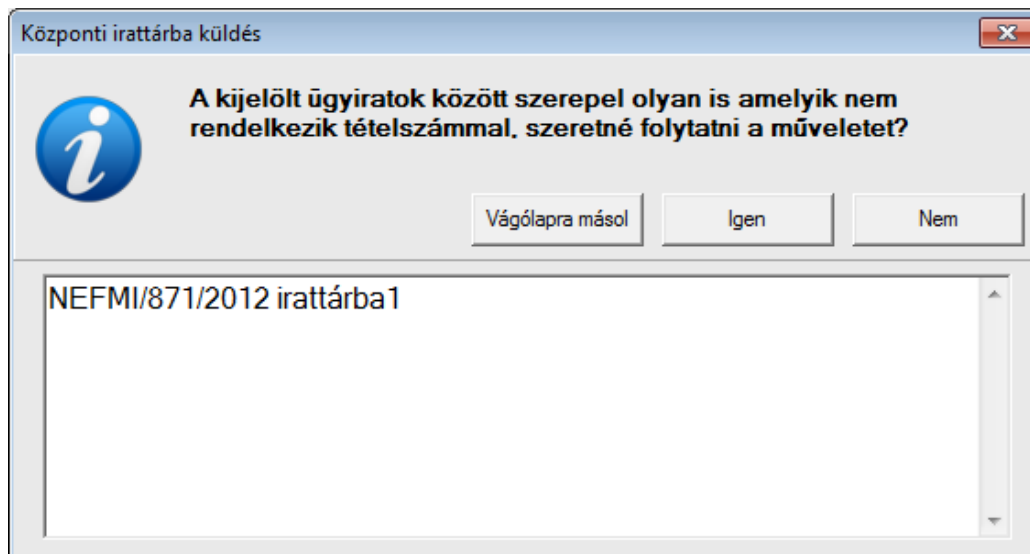 Központi irattárba küldés
A kijelölt ügyiratok között szerepel olyan is amelyik nem
rendelkezik tételszámmal, szeretné folytatni a műveletet?
Vágólapra másol Igen Nem
NEFMI/871/2012 irattárba1